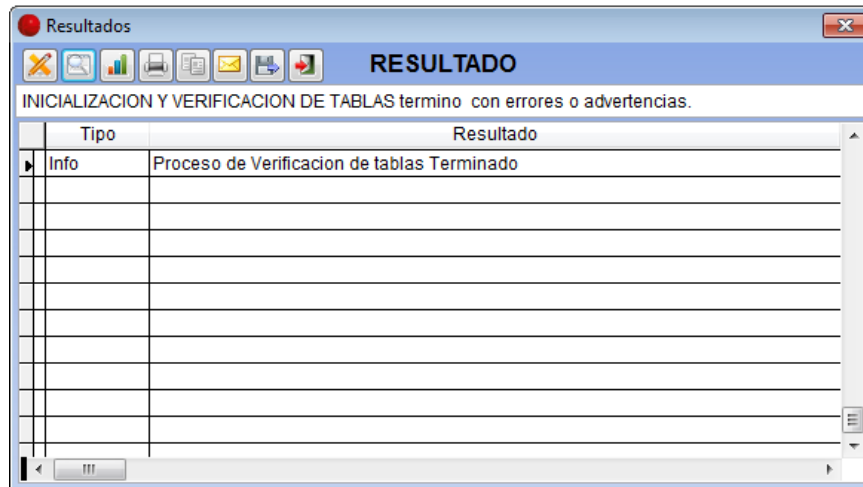 Resultados
RESULTADO
INICIALIZACION Y VERIFICACION DE TABLAS termino con errores o advertencias.
Tipo Resultado
Info Proceso de Verificacion de tablas Terminado